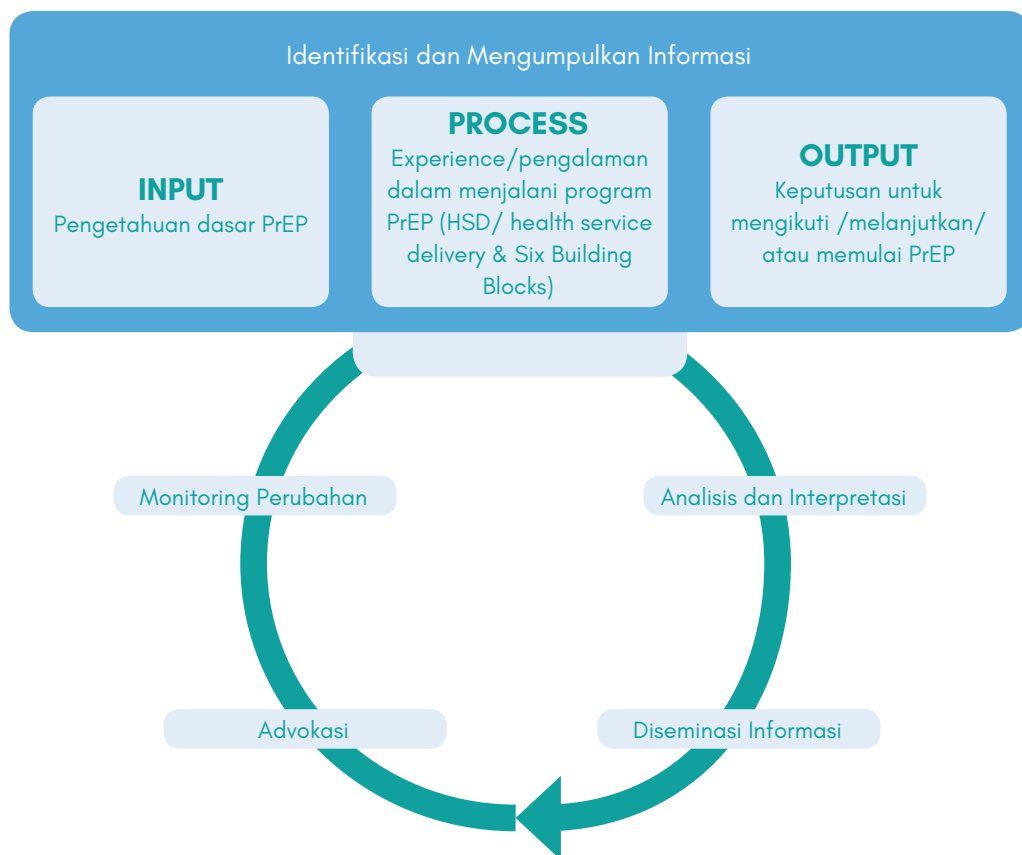 Identifikasi dan Mengumpulkan Informasi
INPUT
Pengetahuan dasar PrEP
PROCESS
Experience/pengalaman
dalam menjalani program
PrEP (HSD/ health service
delivery & Six Building
Blocks)
OUTPUT
Keputusan untuk
mengikuti /melanjutkan/
atau memulai PrEP
Monitoring Perubahan
Analisis dan Interpretasi
Advokasi
Diseminasi Informasi